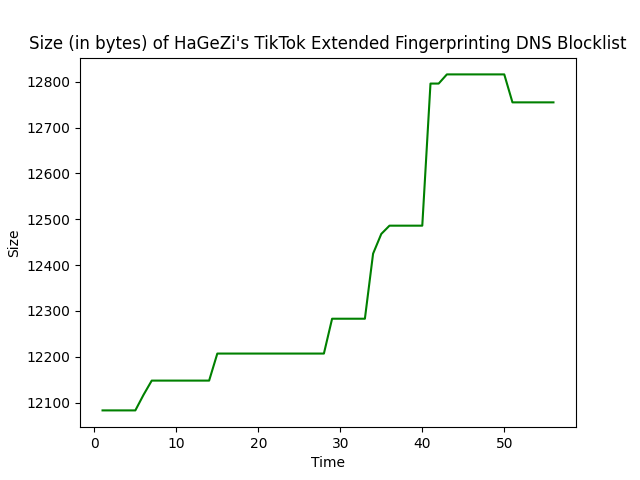 Size (in bytes) of HaGeZi's TikTok Extended Fingerprinting DNS Blocklist
12800
12700
12600
12500
12400
12300
12200
12100
Size
0 10 20 30 40 50
Time